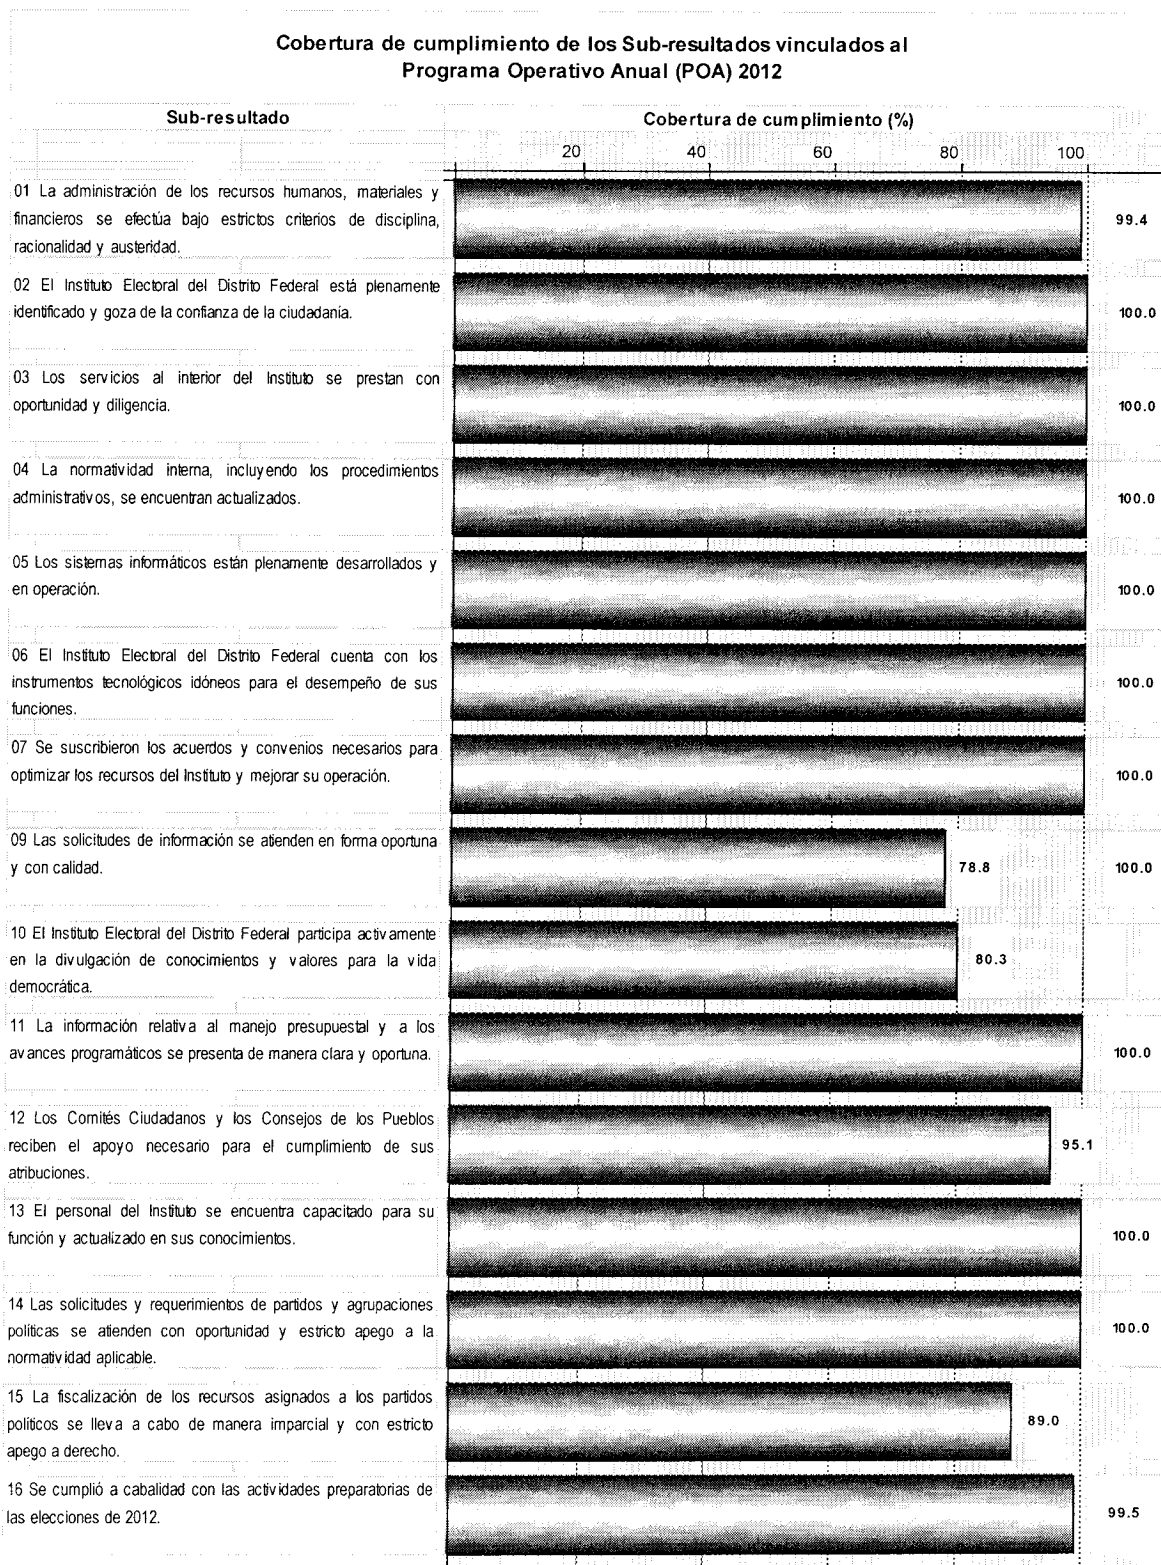 Cobertura de cumplimiento de los Sub-resultados vinculados al
Programa Operativo Anual (POA) 2012
Sub-resultado
Cobertura de cumplimiento (%)
20 40 60 80 100
01 La administración de los recursos humanos, materiales y
financieros se efectúa bajo estrictos criterios de disciplina,
racionalidad y austeridad.
99.4
02 El Instituto Electoral del Distrito Federal está plenamente
identificado y goza de la confianza de la ciudadanía.
100.0
03 Los servicios al interior del Instituto se prestan con
oportunidad y diligencia.
100.0
04 La normatividad interna, incluyendo los procedimientos
administrativos, se encuentran actualizados.
100.0
05 Los sistemas informáticos están plenamente desarrollados y
en operación.
100.0
06 El Instituto Electoral del Distrito Federal cuenta con los
instrumentos tecnológicos idóneos para el desempeño de sus
funciones.
100.0
07 Se suscribieron los acuerdos y convenios necesarios para
optimizar los recursos del Instituto y mejorar su operación.
100.0
09 Las solicitudes de información se atienden en forma oportuna
y con calidad.
78.8 100.0
10 El Instituto Electoral del Distrito Federal participa activamente
en la divulgación de conocimientos y valores para la vida
democrática.
80.3
11 La información relativa al manejo presupuestal y a los
avances programáticos se presenta de manera clara y oportuna.
100.0
12 Los Comités Ciudadanos y los Consejos de los Pueblos
reciben el apoyo necesario para el cumplimiento de sus
atribuciones.
95.1
13 El personal del Instituto se encuentra capacitado para su
función y actualizado en sus conocimientos.
100.0
14 Las solicitudes y requerimientos de partidos y agrupaciones
políticas se atienden con oportunidad y estricto apego a la
normatividad aplicable.
100.0
15 La fiscalización de los recursos asignados a los partidos
políticos se lleva a cabo de manera imparcial y con estricto
apego a derecho.
89.0
16 Se cumplió a cabalidad con las actividades preparatorias de
las elecciones de 2012.
99.5